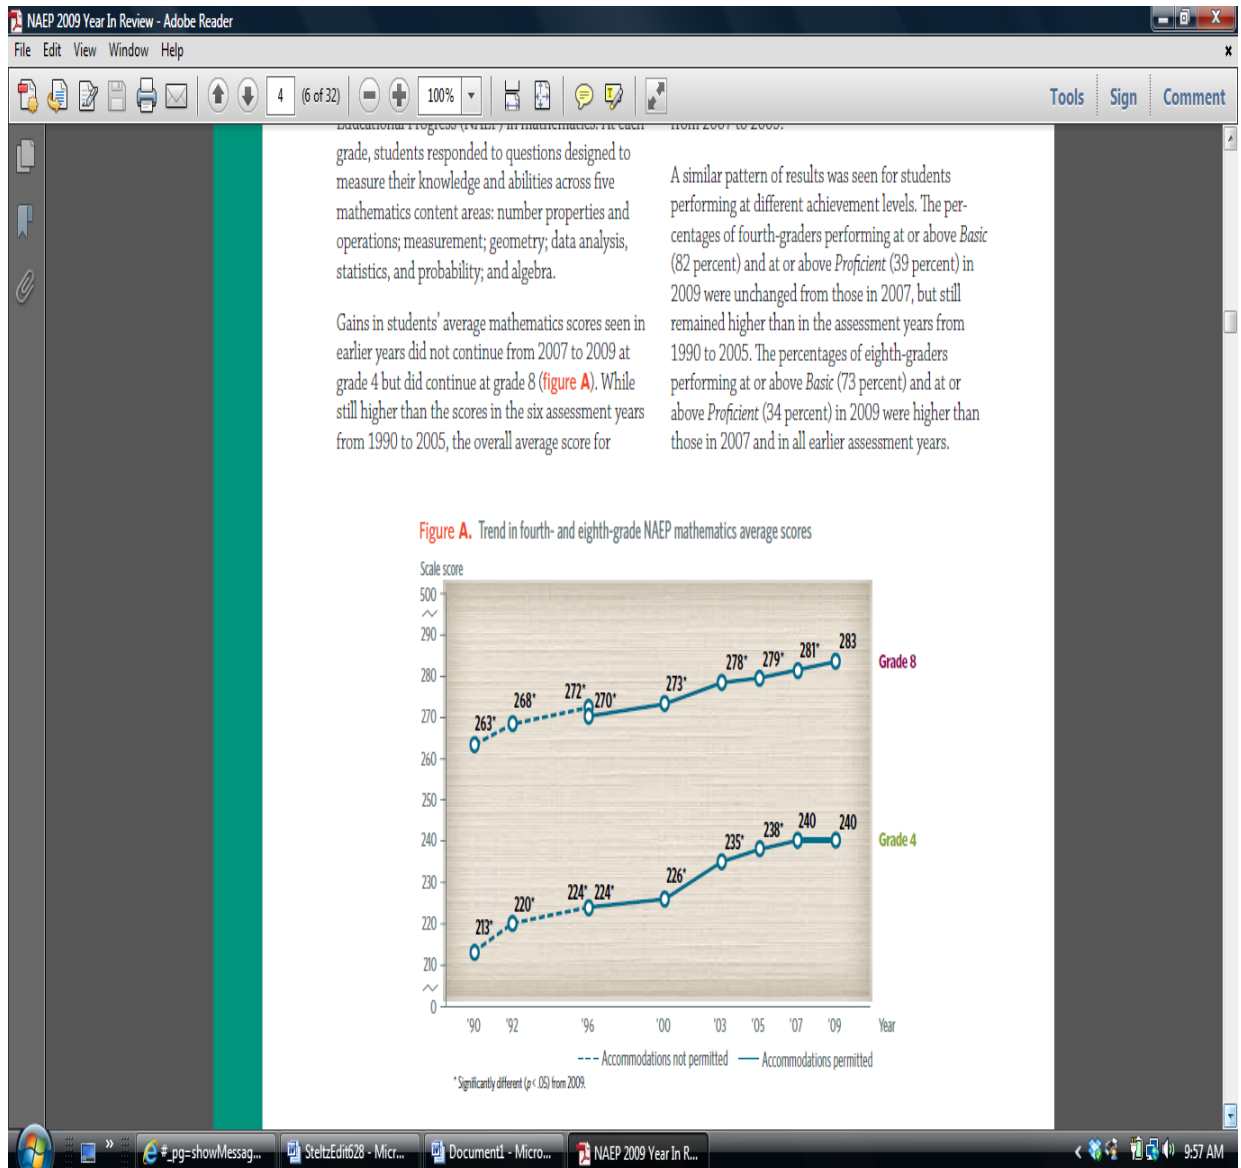 NAEP 2009 Year In Review - Adobe Reader
File Edit View Window Help
4 (6 of 32) 100% Tools Sign Comment
Educational Progress (NAEP) in mathematics. At each
grade, students responded to questions designed to
measure their knowledge and abilities across five
mathematics content areas: number properties and
operations; measurement; geometry; data analysis,
statistics, and probability; and algebra.
Gains in students' average mathematics scores seen in
earlier years did not continue from 2007 to 2009 at
grade 4 but did continue at grade 8 (figure A). While
still higher than the scores in the six assessment years
from 1990 to 2005, the overall average score for
from 2007 to 2009.
A similar pattern of results was seen for students
performing at different achievement levels. The per-
centages of fourth-graders performing at or above Basic
(82 percent) and at or above Proficient (39 percent) in
2009 were unchanged from those in 2007, but still
remained higher than in the assessment years from
1990 to 2005. The percentages of eighth-graders
performing at or above Basic (73 percent) and at or
above Proficient (34 percent) in 2009 were higher than
those in 2007 and in all earlier assessment years.
Figure A. Trend in fourth- and eighth-grade NAEP mathematics average scores
Scale score
500
290
280
270
260
250
240
230
220
210
0
263* 268* 272* 270* 273* 278* 279* 281* 283
Grade 8
213* 220* 224* 224* 226* 235* 238* 240 240
Grade 4
'90 '92 '96 '00 '03 '05 '07 '09 Year
Accommodations not permitted Accommodations permitted
* Significantly different (p < .05) from 2009.
#_pg=showMessag... SteltzEdit628 - Micr... Document1 - Micro... NAEP 2009 Year In R... 9:57 AM